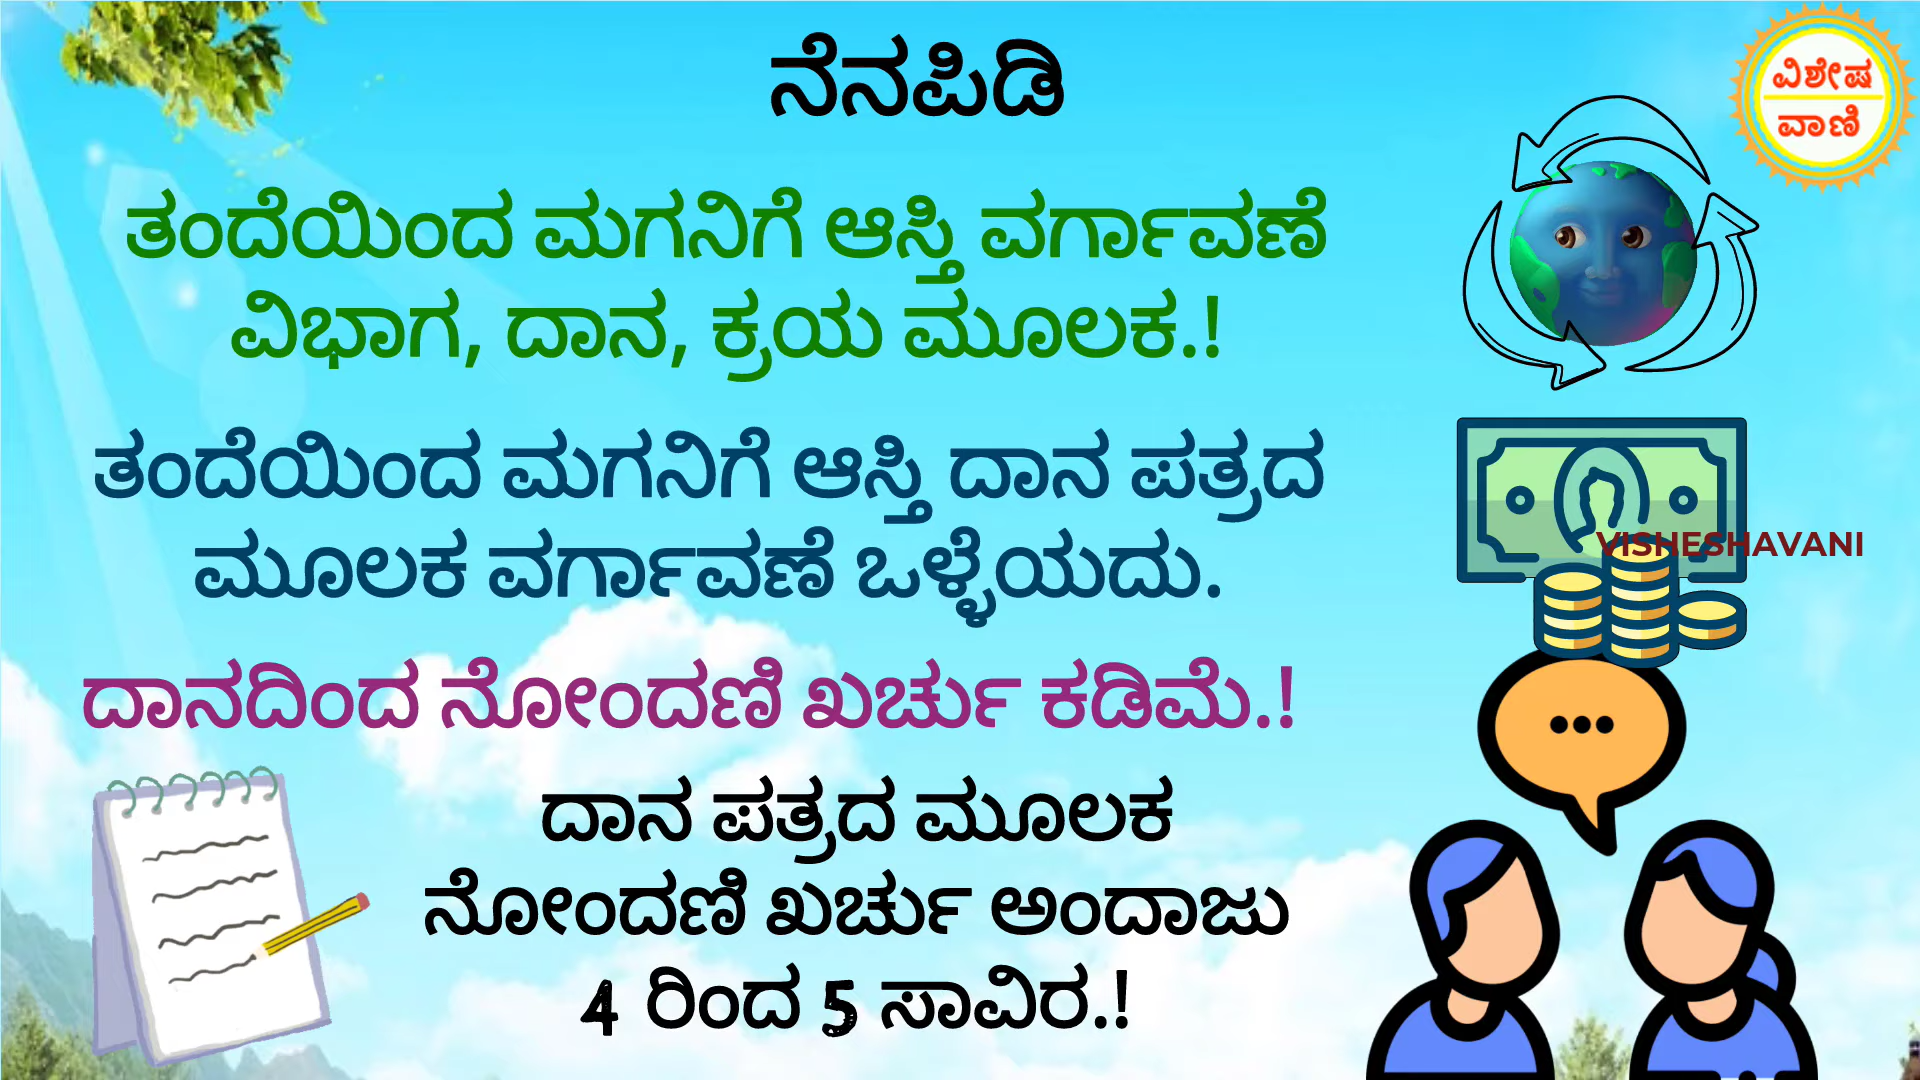 ನೆನಪಿಡಿ
ವಿಶೇಷ
ವಾಣಿ
ತಂದೆಯಿಂದ ಮಗನಿಗೆ ಆಸ್ತಿ ವರ್ಗಾವಣೆ
ವಿಭಾಗ, ದಾನ, ಕ್ರಯ ಮೂಲಕ.!
ತಂದೆಯಿಂದ ಮಗನಿಗೆ ಆಸ್ತಿ ದಾನ ಪತ್ರದ
ಮೂಲಕ ವರ್ಗಾವಣೆ ಒಳ್ಳೆಯದು.
VISHESHAVANI
ದಾನದಿಂದ ನೋಂದಣಿ ಖರ್ಚು ಕಡಿಮೆ.!
ದಾನ ಪತ್ರದ ಮೂಲಕ
ನೋಂದಣಿ ಖರ್ಚು ಅಂದಾಜು
4 ರಿಂದ 5 ಸಾವಿರ.!